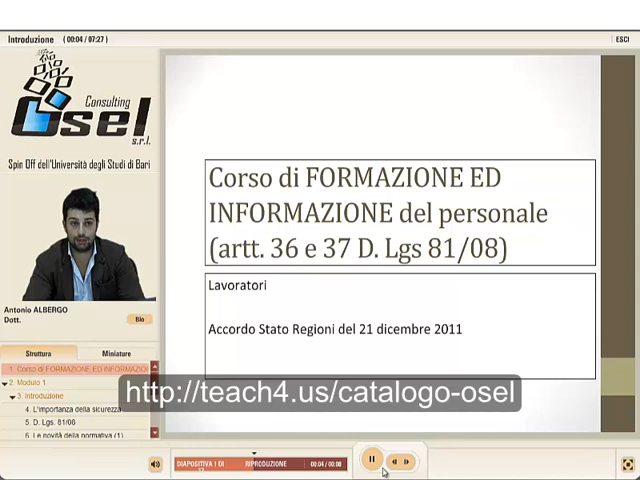 Introduzione ( 00:04 / 07:27 )
ESCI
Consulting
Osel
s.r.l.
Spin Off dell'Università degli Studi di Bari
Corso di FORMAZIONE ED
INFORMAZIONE del personale
(artt. 36 e 37 D. Lgs 81/08)
Lavoratori
Accordo Stato Regioni del 21 dicembre 2011
Antonio ALBERGO
Dott.
Bio
Struttura Miniature
1. Corso di FORMAZIONE ED INFORMAZIO
2. Modulo 1
3. Introduzione
4. L'importanza della sicurezza
5. D. Lgs. 81/08
6. Le novità della normativa (1)
http://teach4.us/catalogo-osel
DIAPOSITIVA 1 DI RIPRODUZIONE 00:04 / 00:08